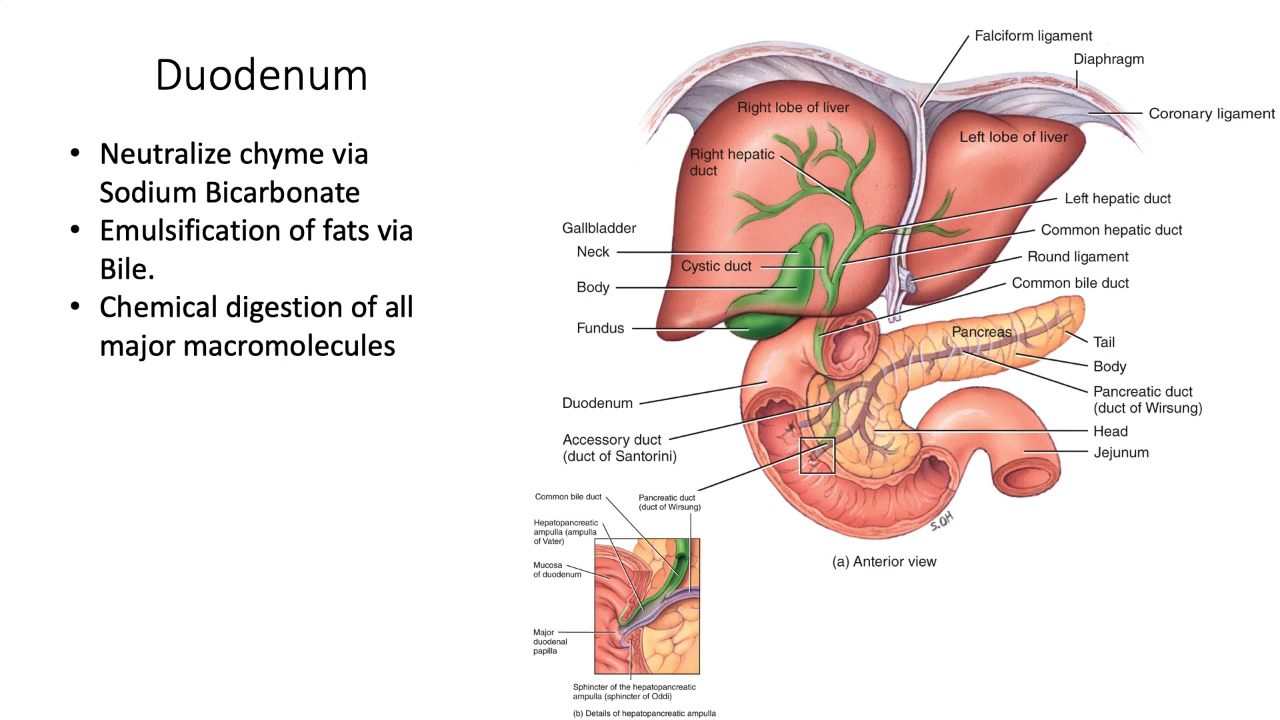 Duodenum
• Neutralize chyme via
Sodium Bicarbonate
• Emulsification of fats via
Bile.
• Chemical digestion of all
major macromolecules
Falciform ligament
Diaphragm
Coronary ligament
Right lobe of liver
Left lobe of liver
Right hepatic
duct
Left hepatic duct
Gallbladder
Common hepatic duct
Neck
Cystic duct
Round ligament
Body
Common bile duct
Fundus
Pancreas
Tail
Body
Pancreatic duct
(duct of Wirsung)
Duodenum
Head
Accessory duct
(duct of Santorini)
Jejunum
S.OH
(a) Anterior view
Common bile duct
Pancreatic duct
(duct of Wirsung)
Hepatopancreatic
ampulla (ampulla
of Vater)
Mucosa
of duodenum
Major
duodenal
papilla
Sphincter of the hepatopancreatic
ampulla (sphincter of Oddi)
(b) Details of hepatopancreatic ampulla